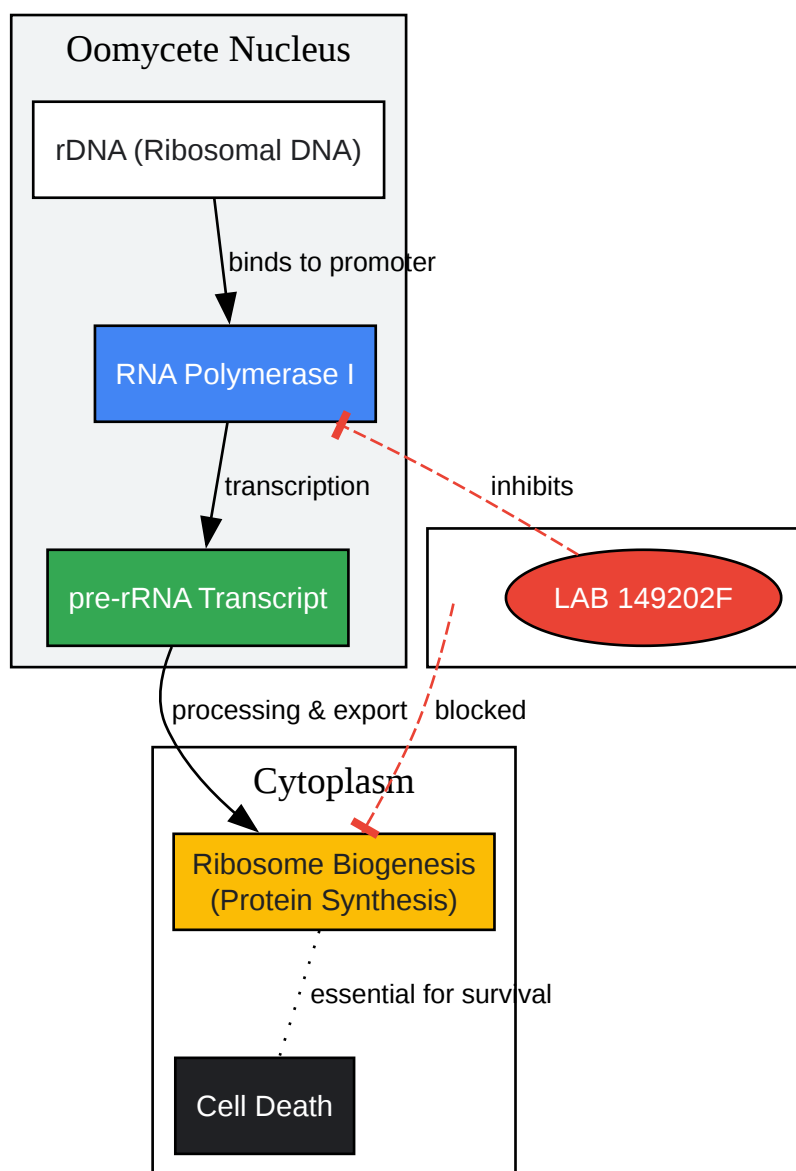 Oomycete Nucleus
rDNA (Ribosomal DNA)
binds to promoter
RNA Polymerase I
transcription
inhibits
pre-rRNA Transcript
LAB 149202F
processing & export
blocked
Cytoplasm
Ribosome Biogenesis
(Protein Synthesis)
essential for survival
Cell Death